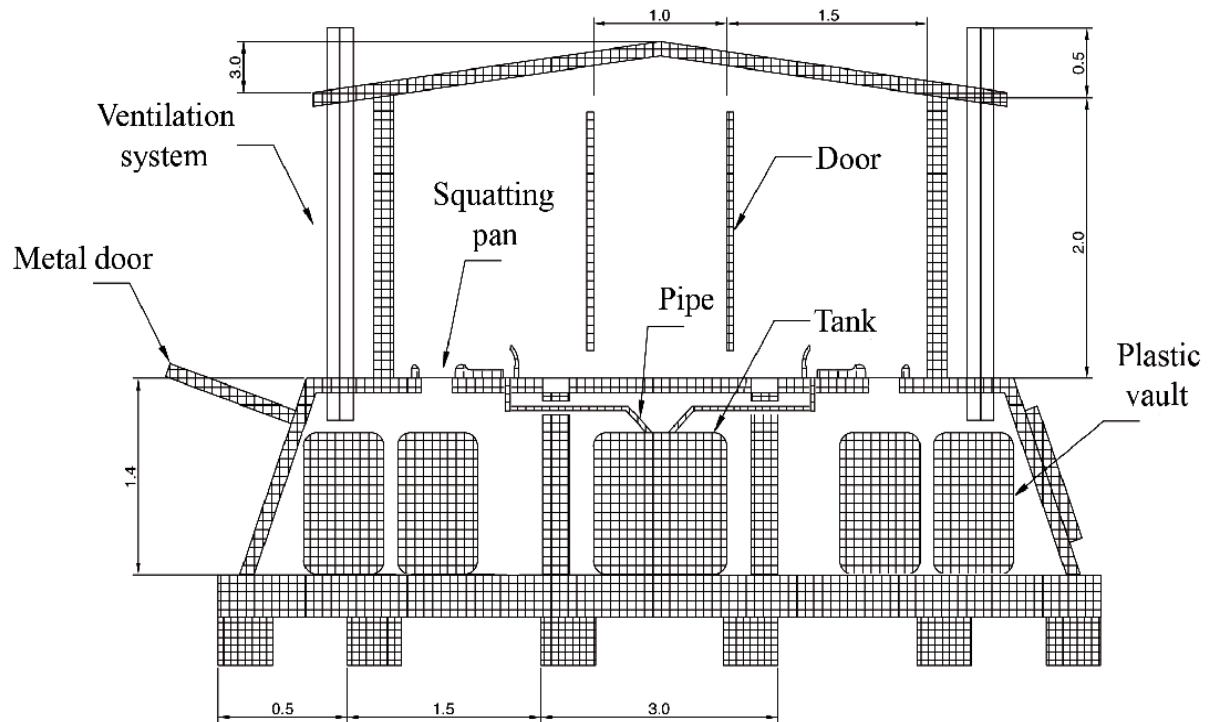 1.0
1.5
3.0
0.5
Ventilation
system
Door
Squatting
pan
2.0
Metal door
Pipe
Tank
Plastic
vault
1.4
0.5
1.5
3.0